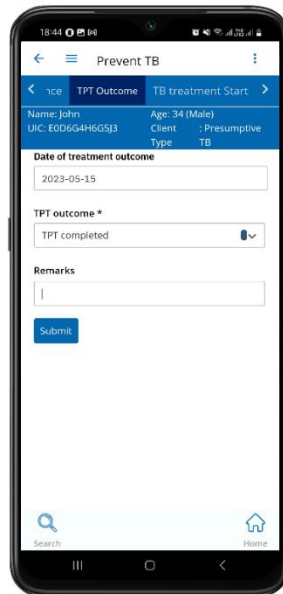 18:44
Prevent TB
nce TPT Outcome TB treatment Start
Name: John Age: 34 (Male)
UIC: E0D6G4H6G5J3 Client : Presumptive
Type TB
Date of treatment outcome
2023-05-15
TPT outcome *
TPT completed
Remarks
Submit
Search Home